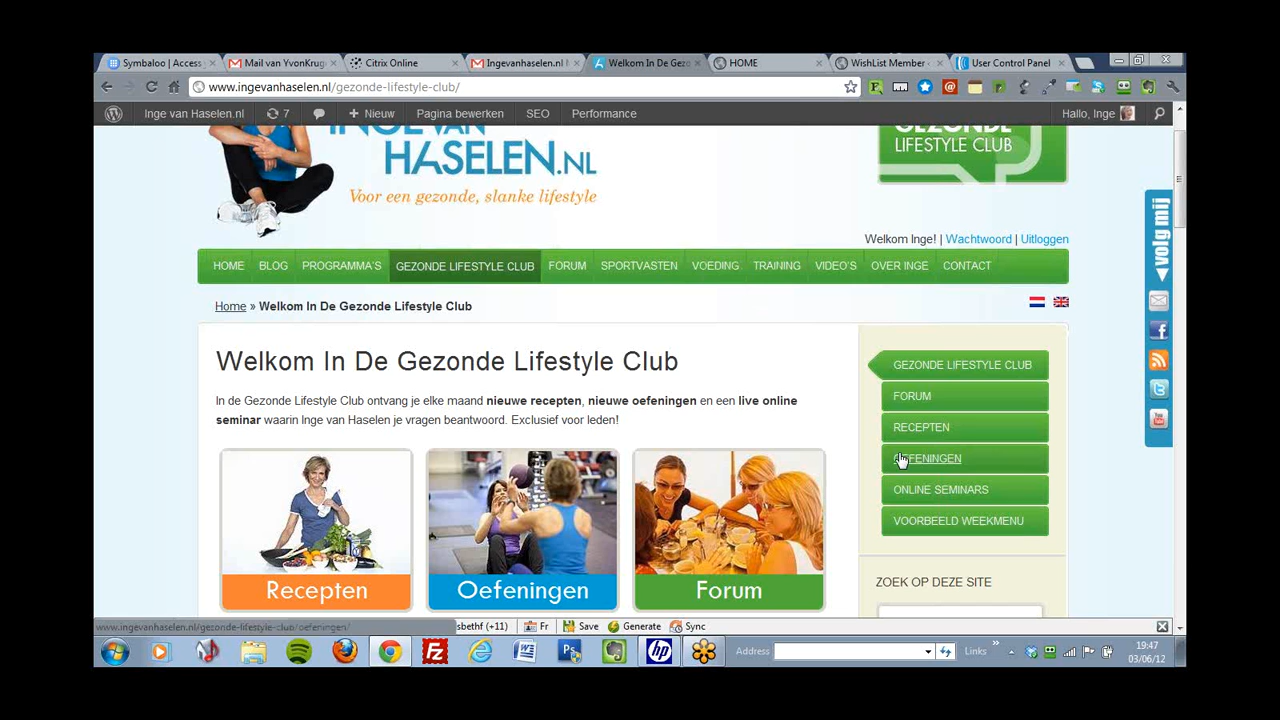 Symbaloo | Access
Mail van YvonKrug
Citrix Online
Ingevanhaselen.nl
Welkom In De Gezo
HOME
WishList Member
User Control Panel
www.ingevanhaselen.nl/gezonde-lifestyle-club/
Inge van Haselen.nl
7
Nieuw
Pagina bewerken
SEO
Performance
Hallo, Inge
INGE VAN
HASELEN.NL
Voor een gezonde, slanke lifestyle
GEZONDE
LIFESTYLE CLUB
volg mij
Welkom Inge! | Wachtwoord | Uitloggen
HOME
BLOG
PROGRAMMA'S
GEZONDE LIFESTYLE CLUB
FORUM
SPORTVASTEN
VOEDING
TRAINING
VIDEO'S
OVER INGE
CONTACT
Home » Welkom In De Gezonde Lifestyle Club
Welkom In De Gezonde Lifestyle Club
In de Gezonde Lifestyle Club ontvang je elke maand nieuwe recepten, nieuwe oefeningen en een live online
seminar waarin Inge van Haselen je vragen beantwoord. Exclusief voor leden!
Recepten
Oefeningen
Forum
GEZONDE LIFESTYLE CLUB
FORUM
RECEPTEN
OEFENINGEN
ONLINE SEMINARS
VOORBEELD WEEKMENU
ZOEK OP DEZE SITE
www.ingevanhaselen.nl/gezonde-lifestyle-club/oefeningen/
sbethf (+11)
Fr
Save
Generate
Sync
Address
Links
19:47
03/06/12